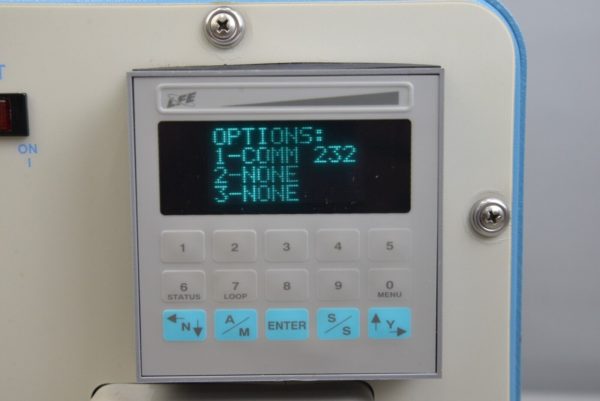 T
ON
I
LFE
OPTIONS:
1-COMM 232
2-NONE
3-NONE
1 2 3 4 5
6 7 8 9 0
STATUS LOOP MENU
←N↓ A/M ENTER S/S ↑Y→